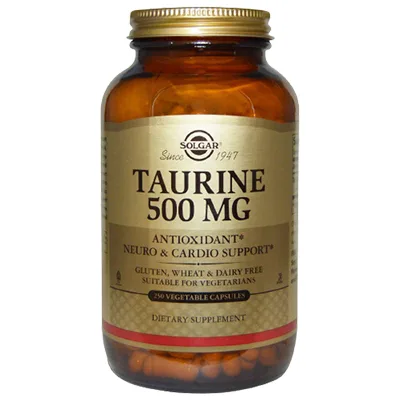 SOLGAR
Since 1947
TAURINE
500 MG
ANTIOXIDANT*
NEURO & CARDIO SUPPORT*
GLUTEN, WHEAT & DAIRY FREE
SUITABLE FOR VEGETARIANS
250 VEGETABLE CAPSULES
DIETARY SUPPLEMENT